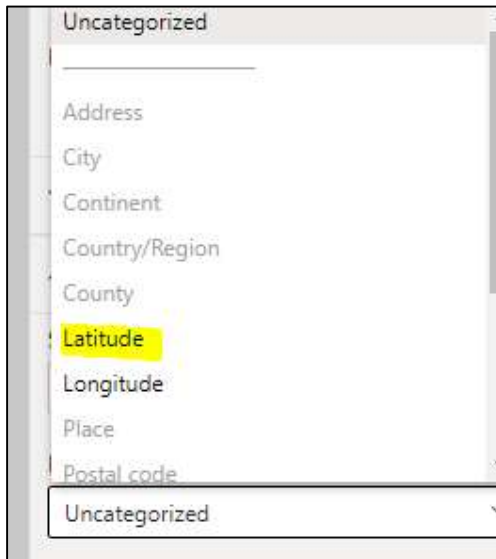 Uncategorized
Address
City
Continent
Country/Region
County
Latitude
Longitude
Place
Postal code
Uncategorized